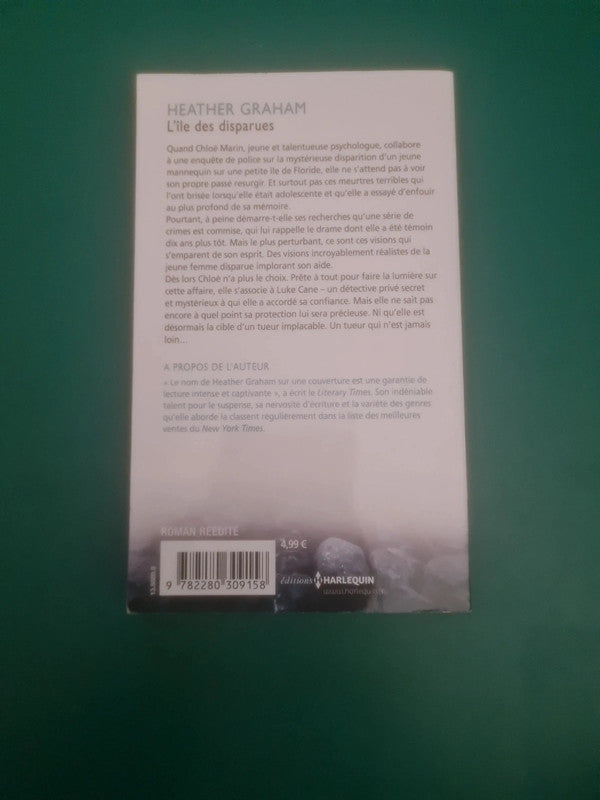 HEATHER GRAHAM
L'île des disparues
Quand Chloé Marin, jeune et talentueuse psychologue, collabore
à une enquête de police sur la mystérieuse disparition d'un jeune
mannequin sur une petite île de Floride, elle ne s'attend pas à voir
son propre passé resurgir. Et surtout pas ces meurtres terribles qui
l'ont brisée lorsqu'elle était adolescente et qu'elle a essayé d'enfouir
au plus profond de sa mémoire.
Pourtant, à peine démarre-t-elle ses recherches qu'une série de
crimes est commise, qui lui rappelle le drame dont elle a été témoin
dix ans plus tôt. Mais le plus perturbant, ce sont ces visions qui
s'emparent de son esprit. Des visions incroyablement réalistes de la
jeune femme disparue implorant son aide.
Dès lors Chloé n'a plus le choix. Prête à tout pour faire la lumière sur
cette affaire, elle s'associe à Luke Cane – un détective privé secret
et mystérieux à qui elle a accordé sa confiance. Mais elle ne sait pas
encore à quel point sa protection lui sera précieuse. Ni qu'elle est
désormais la cible d'un tueur implacable. Un tueur qui n'est jamais
loin...
A PROPOS DE L'AUTEUR
« Le nom de Heather Graham sur une couverture est une garantie de
lecture intense et captivante », a écrit le Literary Times. Son indéniable
talent pour le suspense, sa nervosité d'écriture et la variété des genres
qu'elle aborde la classent régulièrement dans la liste des meilleures
ventes du New York Times.
ROMAN RÉÉDITÉ
4,99 €
9 782280 309158
éditions HARLEQUIN